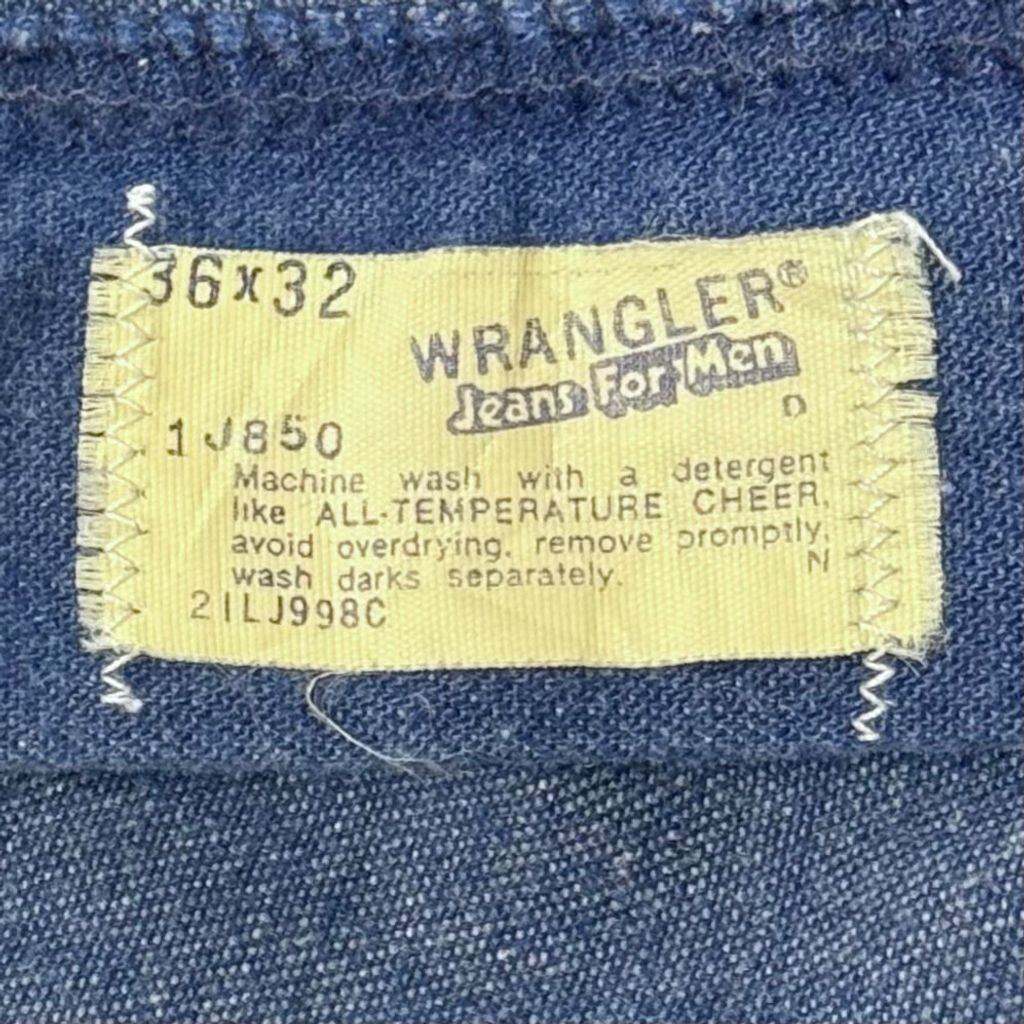 36x32
WRANGLER®
Jeans For Men
D
1J850
Machine wash with a detergent
like ALL-TEMPERATURE CHEER,
avoid overdrying, remove promptly,
wash darks separately.
N
21LJ998C